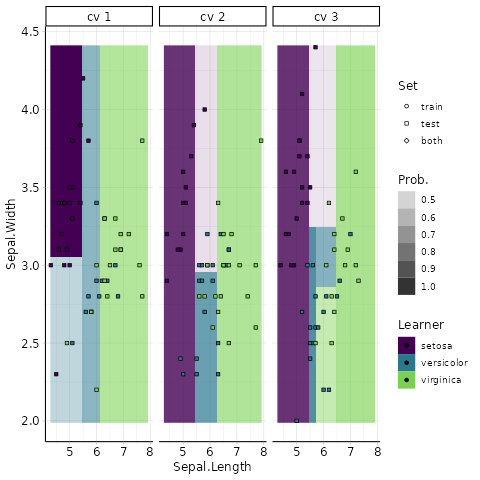 cv 1
cv 2
cv 3
4.5
4.0
3.5
3.0
2.5
2.0
Sepal.Width
5 6 7 8
5 6 7 8
5 6 7 8
Sepal.Length
Set
train
test
both
Prob.
0.5
0.6
0.7
0.8
0.9
1.0
Learner
setosa
versicolor
virginica